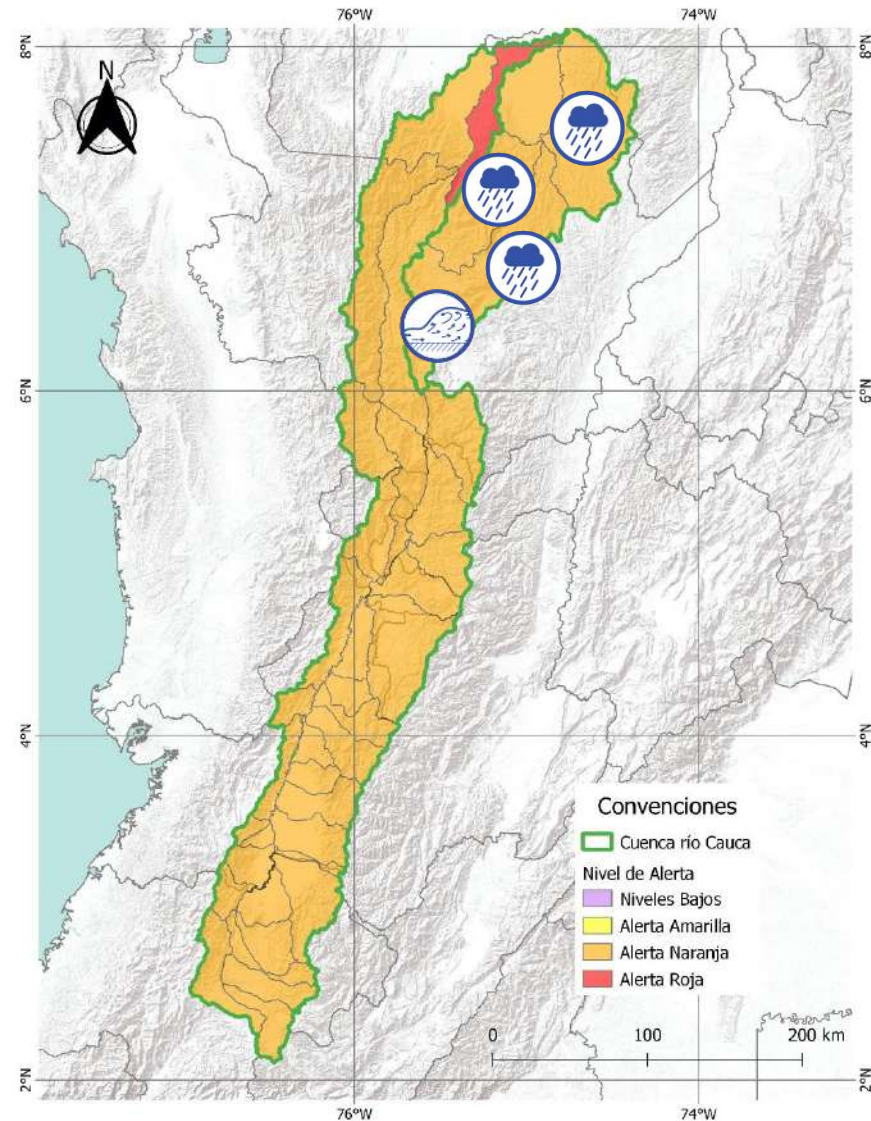 76°W 74°W
8°N 8°N
N
6°N 6°N
4°N 4°N
Convenciones
Cuenca río Cauca
Nivel de Alerta
Niveles Bajos
Alerta Amarilla
Alerta Naranja
Alerta Roja
0 100 200 km
2°N 2°N
76°W 74°W